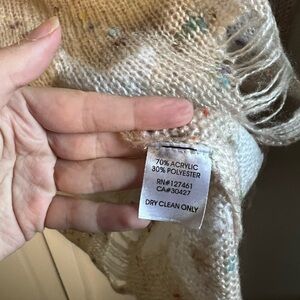 70% ACRYLIC
30% POLYESTER
RN#127461
CA#30427
DRY CLEAN ONLY